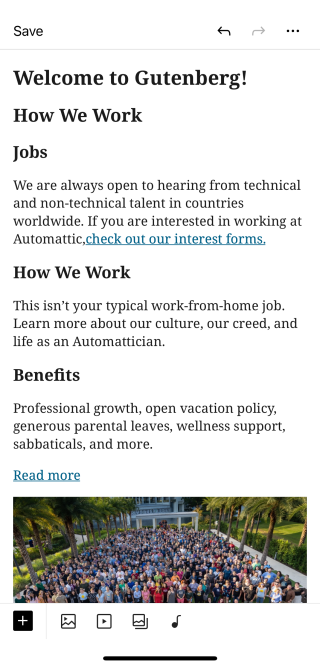 Save
Welcome to Gutenberg!
How We Work
Jobs
We are always open to hearing from technical
and non-technical talent in countries
worldwide. If you are interested in working at
Automattic,check out our interest forms.
How We Work
This isn’t your typical work-from-home job.
Learn more about our culture, our creed, and
life as an Automattician.
Benefits
Professional growth, open vacation policy,
generous parental leaves, wellness support,
sabbaticals, and more.
Read more